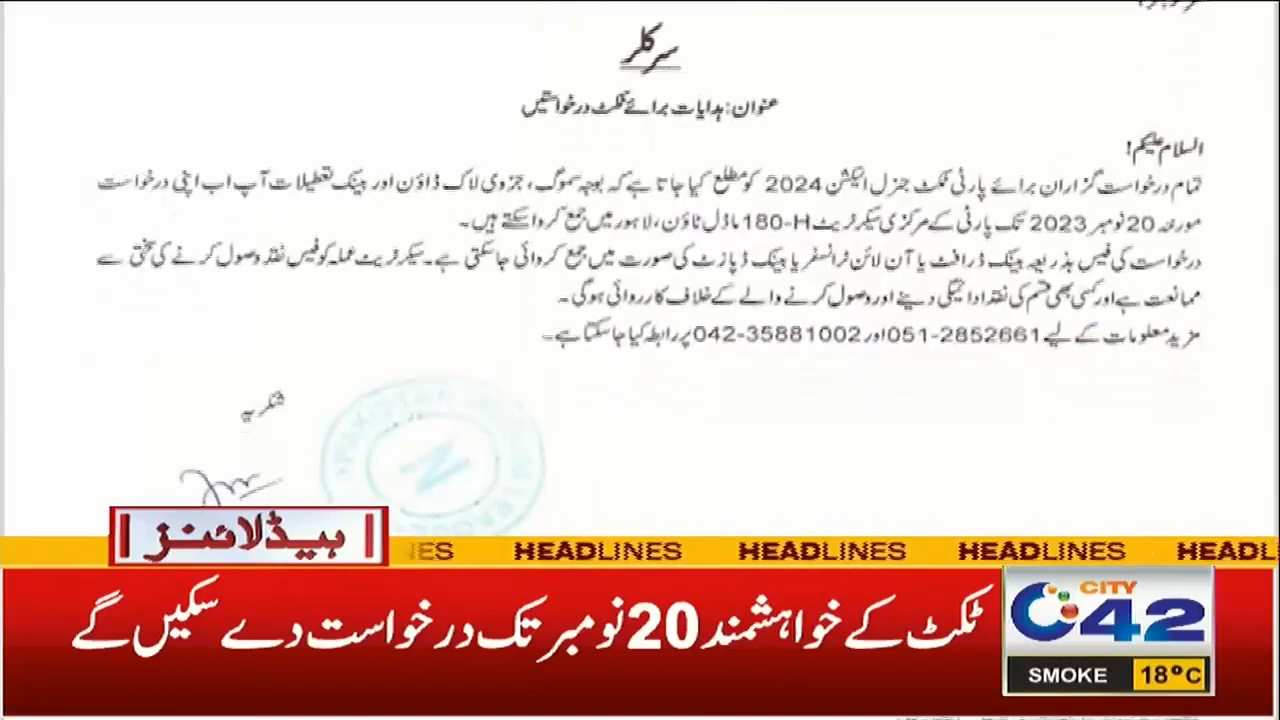 سرکلر
عنوان: ہدایات برائے ٹکٹ درخواستیں
السلام علیکم!
تمام درخواست گزاران برائے پارٹی ٹکٹ جنرل الیکشن 2024 کو مطلع کیا جاتا ہے کہ بوجہ سموگ، جزوی لاک ڈاؤن اور بینک تعطیلات آپ اب اپنی درخواست
مورخہ 20 نومبر 2023 تک پارٹی کے مرکزی سیکرٹریٹ 180-H ماڈل ٹاؤن، لاہور میں جمع کرواسکتے ہیں۔
درخواست کی فیس بذریعہ بینک ڈرافٹ یا آن لائن ٹرانسفر یا بینک ڈپازٹ کی صورت میں جمع کروائی جاسکتی ہے۔ سیکرٹریٹ عملہ کو فیس نقد وصول کرنے کی سختی سے
ممانعت ہے اور کسی بھی قسم کی نقد ادائیگی دینے اور وصول کرنے والے کے خلاف کارروائی ہوگی۔
مزید معلومات کے لیے 051-2852661 اور 042-35881002 پر رابطہ کیا جاسکتا ہے۔
شکریہ
PAKISTAN
N
ہیڈلائنز
INES HEADLINES HEADLINES HEADLINES HEADL
ٹکٹ کے خواہشمند 20 نومبر تک درخواست دے سکیں گے
CITY
42
SMOKE 18°C